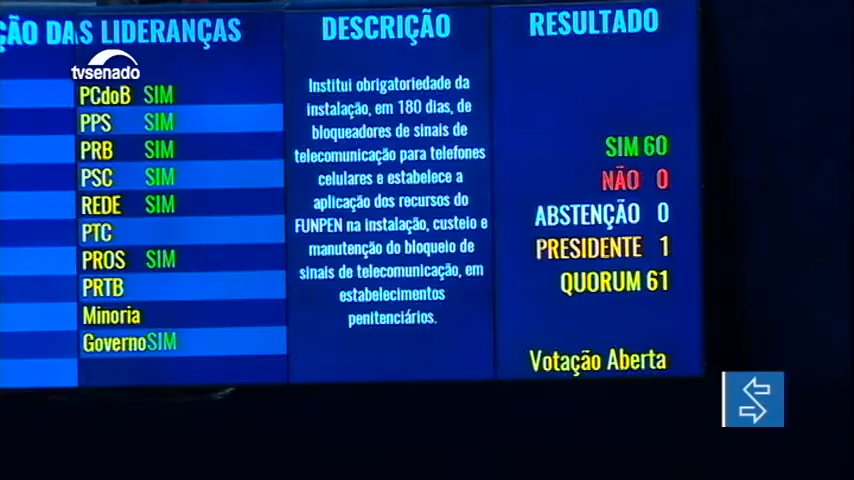 ÇÃO DAS LIDERANÇAS
tvsenado
PCdoB SIM
PPS SIM
PRB SIM
PSC SIM
REDE SIM
PTC
PROS SIM
PRTB
Minoria
Governo SIM
DESCRIÇÃO
Institui obrigatoriedade da
instalação, em 180 dias, de
bloqueadores de sinais de
telecomunicação para telefones
celulares e estabelece a
aplicação dos recursos do
FUNPEN na instalação, custeio e
manutenção do bloqueio de
sinais de telecomunicação, em
estabelecimentos
penitenciários.
RESULTADO
SIM 60
NÃO 0
ABSTENÇÃO 0
PRESIDENTE 1
QUORUM 61
Votação Aberta